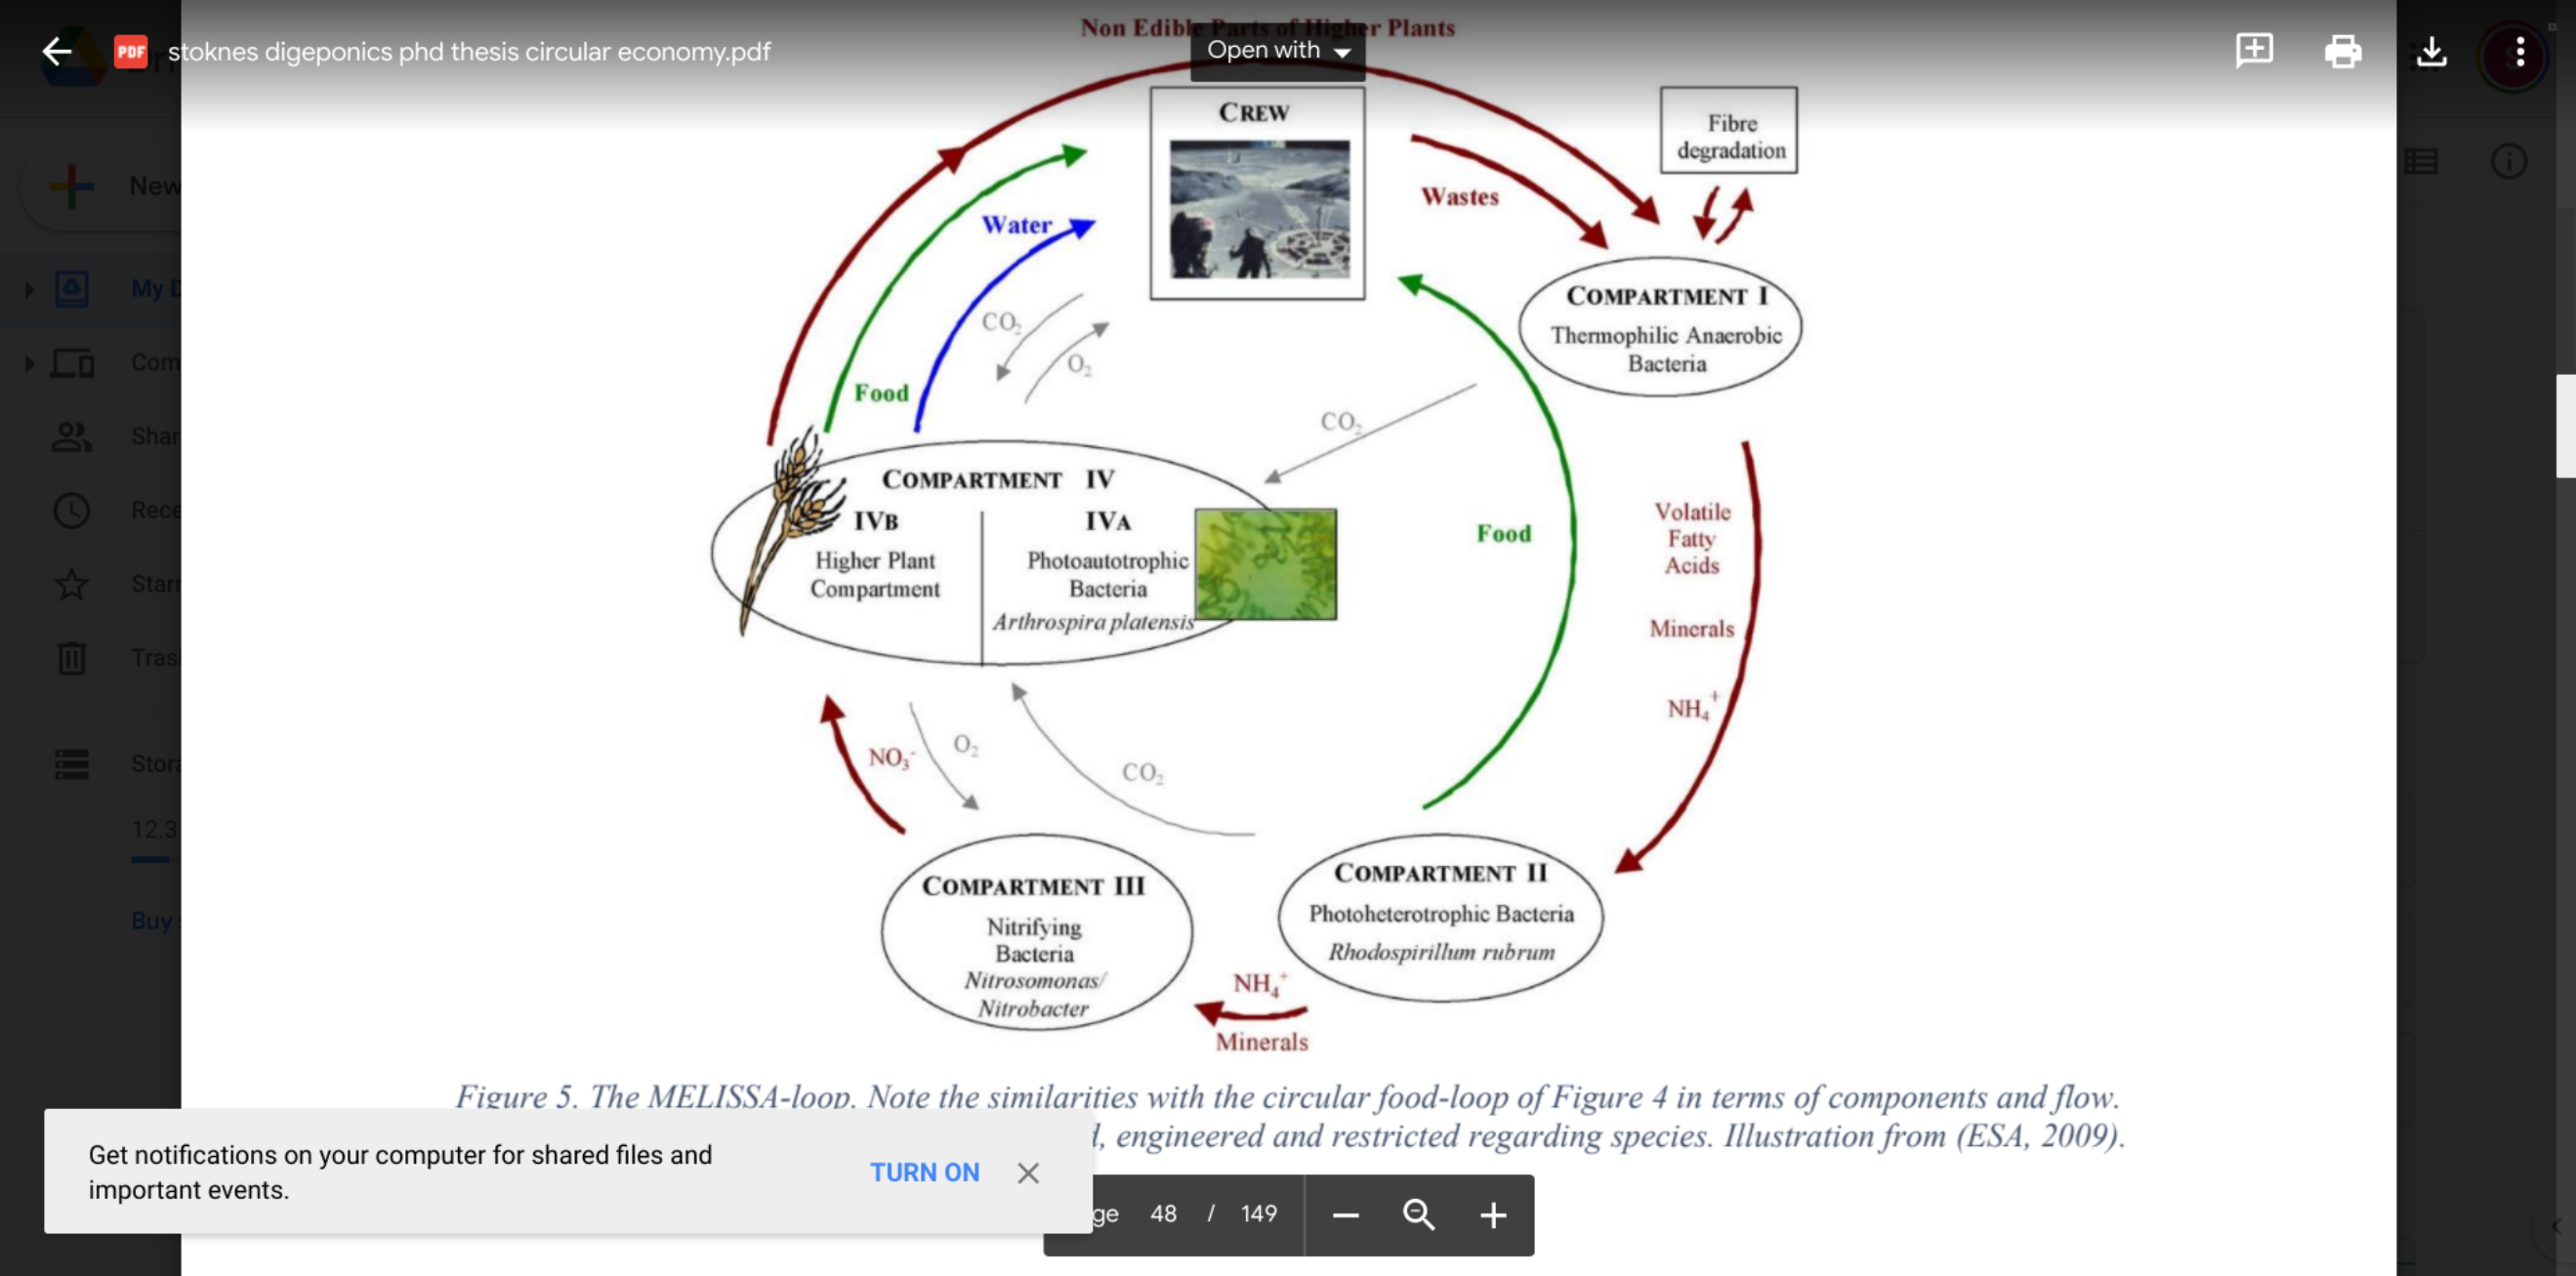 Non Edible Parts of Higher Plants
PDF
stoknes digeponics phd thesis circular economy.pdf
Open with
New
My D
Com
Shar
Rece
Starr
Tras
Stora
12.3
Buy
CREW
Fibre
degradation
Wastes
Water
CO₂
O₂
Food
COMPARTMENT I
Thermophilic Anaerobic
Bacteria
CO₂
COMPARTMENT IV
IVB
Higher Plant
Compartment
IVA
Photoautotrophic
Bacteria
Arthrospira platensis
Food
Volatile
Fatty
Acids
Minerals
NH₄⁺
NO₃⁻
O₂
CO₂
COMPARTMENT III
Nitrifying
Bacteria
Nitrosomonas/
Nitrobacter
COMPARTMENT II
Photoheterotrophic Bacteria
Rhodospirillum rubrum
NH₄⁺
Minerals
Figure 5. The MELISSA-loop. Note the similarities with the circular food-loop of Figure 4 in terms of components and flow.
, engineered and restricted regarding species. Illustration from (ESA, 2009).
Get notifications on your computer for shared files and
important events.
TURN ON
ge 48 / 149